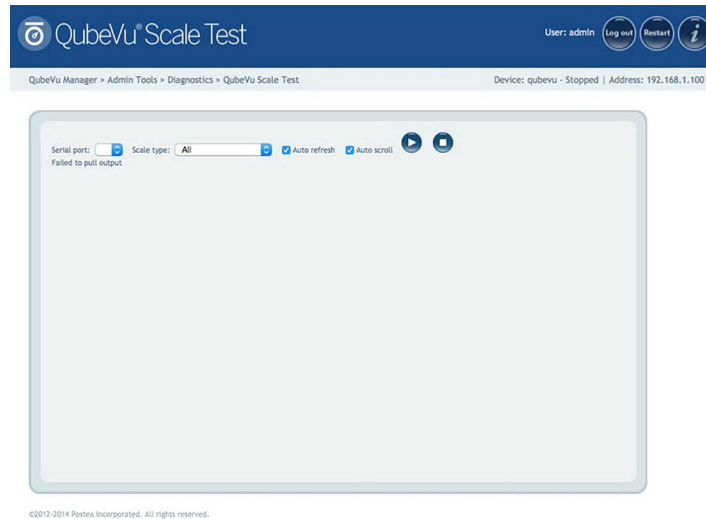 QubeVu® Scale Test
User: admin
Log out
Restart
i
QubeVu Manager > Admin Tools > Diagnostics > QubeVu Scale Test
Device: qubevu - Stopped | Address: 192.168.1.100
Serial port:
Scale type: All
Auto refresh
Auto scroll
Failed to pull output
©2012-2014 Postea Incorporated. All rights reserved.